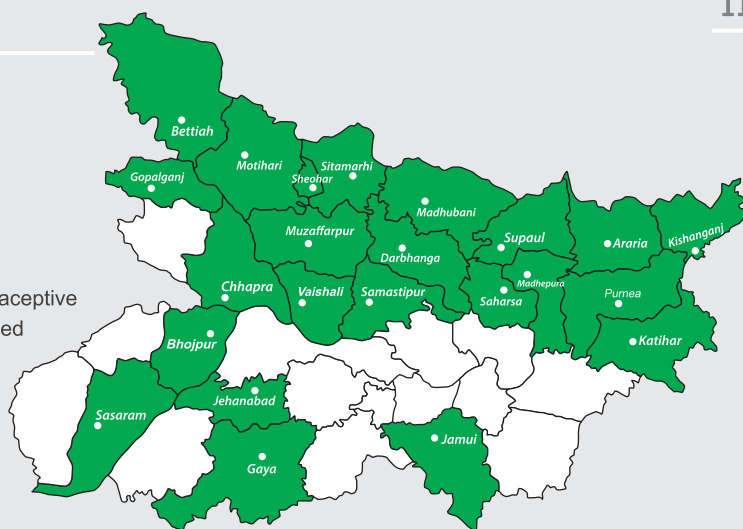 11
Bettiah
Motihari
Sitamarhi
Sheohar
Gopalganj
Madhubani
Muzaffarpur
Supaul
Araria
Kishanganj
Darbhanga
Madhepura
Chhapra
Vaishali
Samastipur
Saharsa
Purnea
aceptive
ed
Bhojpur
Katihar
Jehanabad
Sasaram
Jamui
Gaya